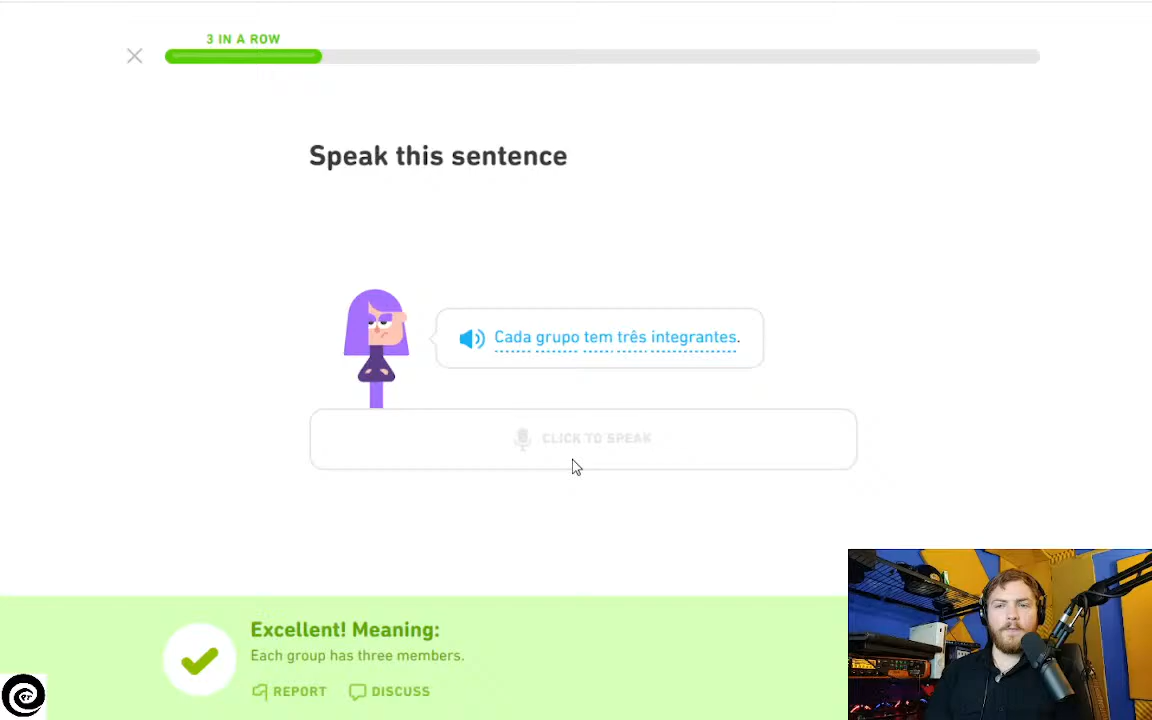 3 IN A ROW
Speak this sentence
Cada grupo tem três integrantes.
CLICK TO SPEAK
Excellent! Meaning:
Each group has three members.
REPORT DISCUSS